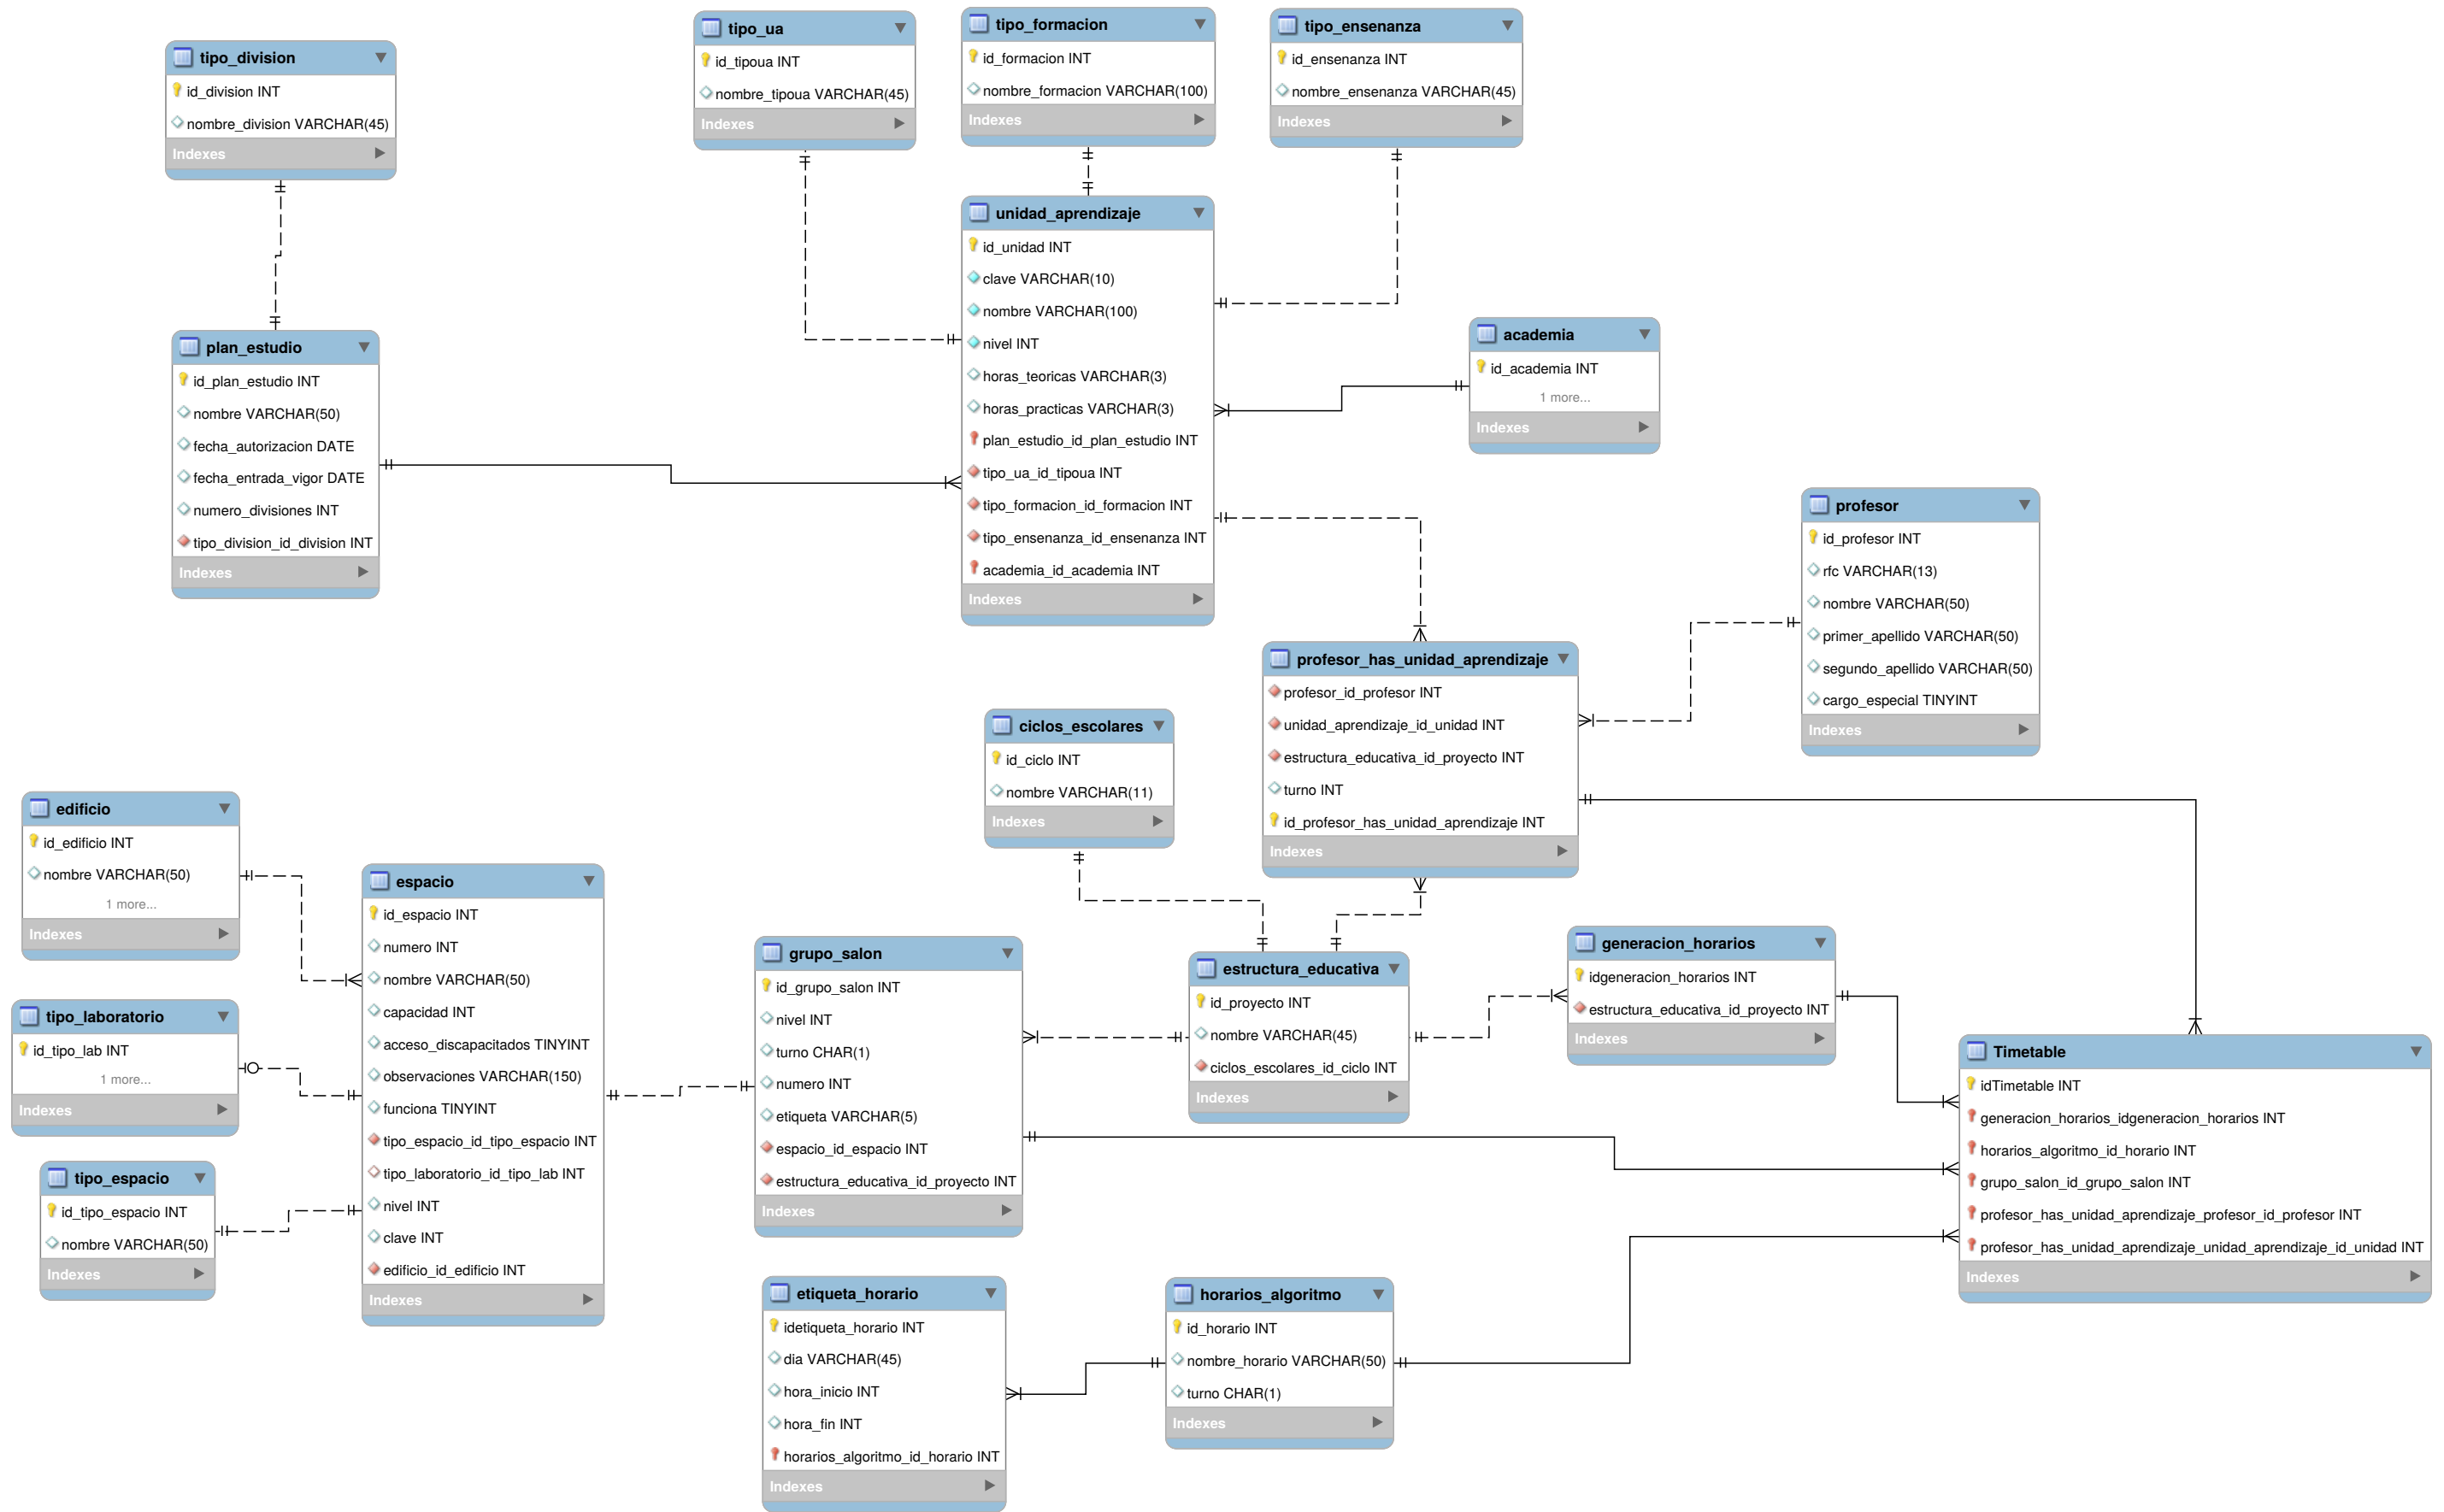 tipo_division
id_division INT
nombre_division VARCHAR(45)
Indexes
tipo_ua
id_tipoua INT
nombre_tipoua VARCHAR(45)
Indexes
tipo_formacion
id_formacion INT
nombre_formacion VARCHAR(100)
Indexes
tipo_ensenanza
id_ensenanza INT
nombre_ensenanza VARCHAR(45)
Indexes
plan_estudio
id_plan_estudio INT
nombre VARCHAR(50)
fecha_autorizacion DATE
fecha_entrada_vigor DATE
numero_divisiones INT
tipo_division_id_division INT
Indexes
unidad_aprendizaje
id_unidad INT
clave VARCHAR(10)
nombre VARCHAR(100)
nivel INT
horas_teoricas VARCHAR(3)
horas_practicas VARCHAR(3)
plan_estudio_id_plan_estudio INT
tipo_ua_id_tipoua INT
tipo_formacion_id_formacion INT
tipo_ensenanza_id_ensenanza INT
academia_id_academia INT
Indexes
academia
id_academia INT
1 more...
Indexes
profesor
id_profesor INT
rfc VARCHAR(13)
nombre VARCHAR(50)
primer_apellido VARCHAR(50)
segundo_apellido VARCHAR(50)
cargo_especial TINYINT
Indexes
profesor_has_unidad_aprendizaje
profesor_id_profesor INT
unidad_aprendizaje_id_unidad INT
estructura_educativa_id_proyecto INT
turno INT
id_profesor_has_unidad_aprendizaje INT
Indexes
ciclos_escolares
id_ciclo INT
nombre VARCHAR(11)
Indexes
edificio
id_edificio INT
nombre VARCHAR(50)
1 more...
Indexes
espacio
id_espacio INT
numero INT
nombre VARCHAR(50)
capacidad INT
acceso_discapacitados TINYINT
observaciones VARCHAR(150)
funciona TINYINT
tipo_espacio_id_tipo_espacio INT
tipo_laboratorio_id_tipo_lab INT
nivel INT
clave INT
edificio_id_edificio INT
Indexes
tipo_laboratorio
id_tipo_lab INT
1 more...
Indexes
tipo_espacio
id_tipo_espacio INT
nombre VARCHAR(50)
Indexes
grupo_salon
id_grupo_salon INT
nivel INT
turno CHAR(1)
numero INT
etiqueta VARCHAR(5)
espacio_id_espacio INT
estructura_educativa_id_proyecto INT
Indexes
estructura_educativa
id_proyecto INT
nombre VARCHAR(45)
ciclos_escolares_id_ciclo INT
Indexes
generacion_horarios
idgeneracion_horarios INT
estructura_educativa_id_proyecto INT
Indexes
Timetable
idTimetable INT
generacion_horarios_idgeneracion_horarios INT
horarios_algoritmo_id_horario INT
grupo_salon_id_grupo_salon INT
profesor_has_unidad_aprendizaje_profesor_id_profesor INT
profesor_has_unidad_aprendizaje_unidad_aprendizaje_id_unidad INT
Indexes
etiqueta_horario
idetiqueta_horario INT
dia VARCHAR(45)
hora_inicio INT
hora_fin INT
horarios_algoritmo_id_horario INT
Indexes
horarios_algoritmo
id_horario INT
nombre_horario VARCHAR(50)
turno CHAR(1)
Indexes